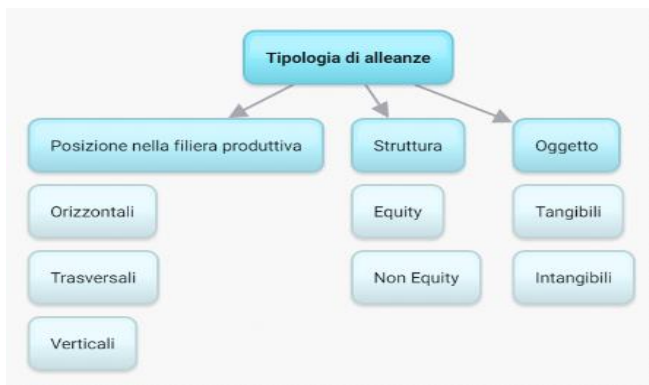 Tipologia di alleanze
Posizione nella filiera produttiva
Struttura
Oggetto
Orizzontali
Equity
Tangibili
Trasversali
Non Equity
Intangibili
Verticali